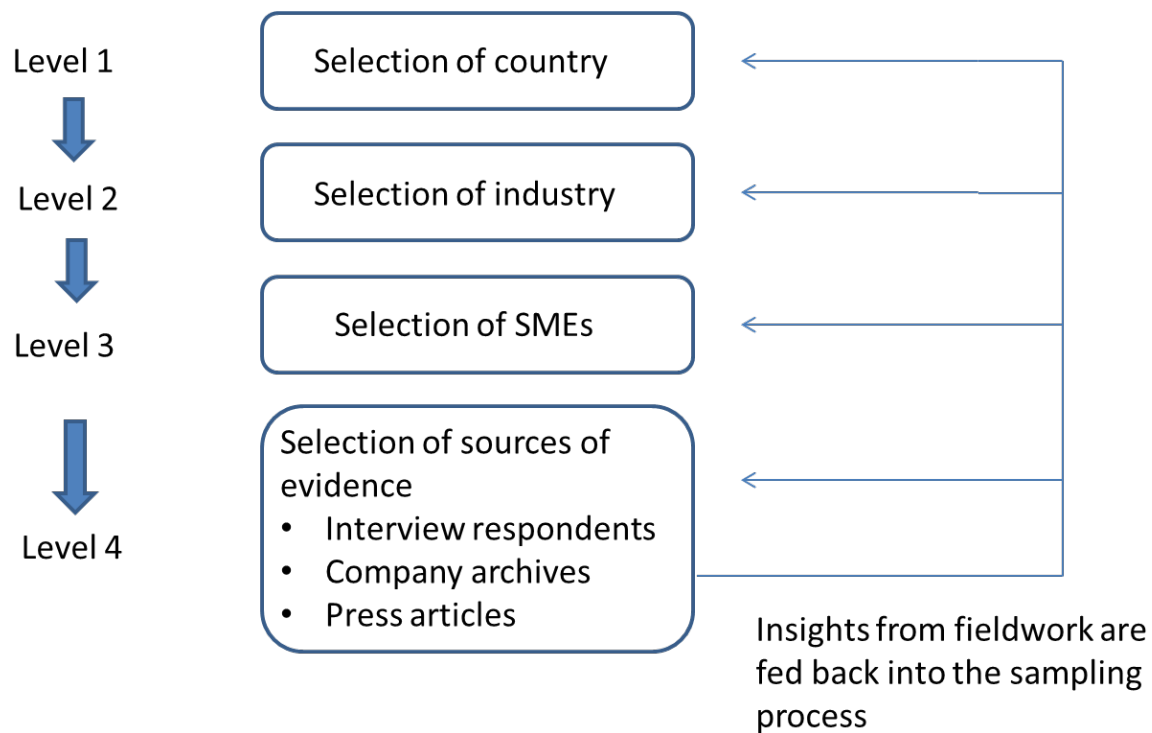 Level 1
Selection of country
Level 2
Selection of industry
Level 3
Selection of SMEs
Level 4
Selection of sources of
evidence
• Interview respondents
• Company archives
• Press articles
Insights from fieldwork are
fed back into the sampling
process